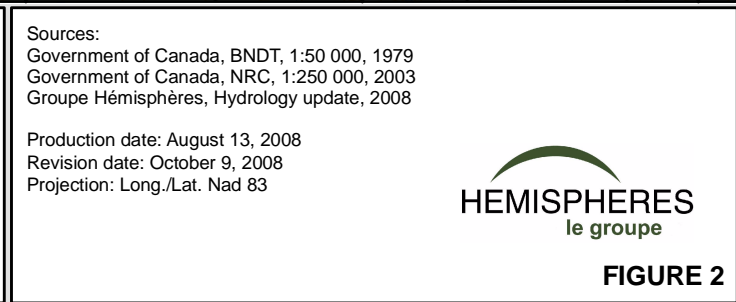 Sources:
Government of Canada, BNDT, 1:50 000, 1979
Government of Canada, NRC, 1:250 000, 2003
Groupe Hémisphères, Hydrology update, 2008
Production date: August 13, 2008
Revision date: October 9, 2008
Projection: Long./Lat. Nad 83
HEMISPHERES
le groupe
FIGURE 2